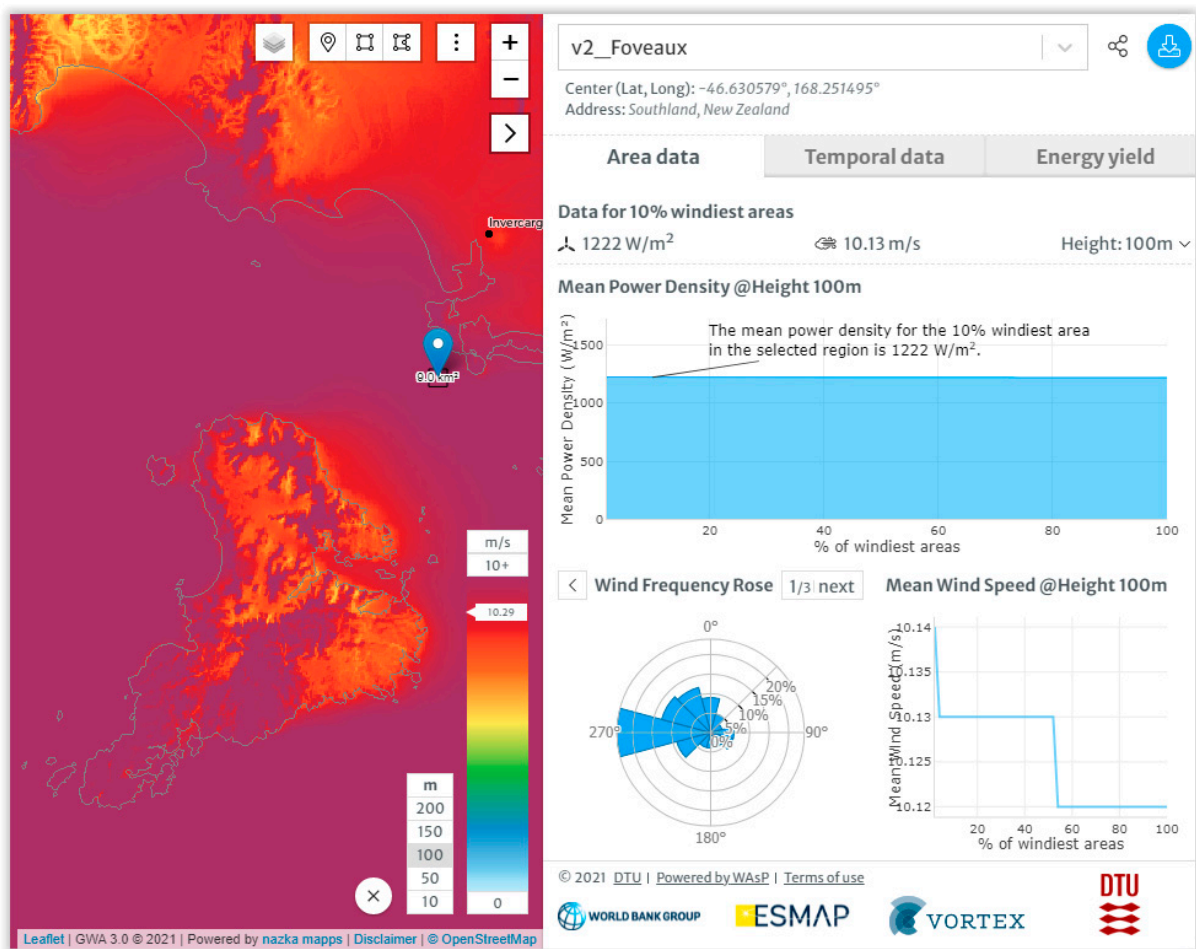 +
−
>
Invercarg
9.0 km²
m/s
10+
10.29
0
m
200
150
100
50
10
×
Leaflet | GWA 3.0 © 2021 | Powered by nazka mapps | Disclaimer | © OpenStreetMap
v2_Foveaux
Center (Lat, Long): -46.630579°, 168.251495°
Address: Southland, New Zealand
Area data Temporal data Energy yield
Data for 10% windiest areas
1222 W/m² 10.13 m/s Height: 100m
Mean Power Density @Height 100m
Mean Power Density (W/m²)
1500
1000
500
0
The mean power density for the 10% windiest area
in the selected region is 1222 W/m².
20 40 60 80 100
% of windiest areas
< Wind Frequency Rose 1/3 next
0°
20%
15%
10%
5%
0%
270° 90°
180°
Mean Wind Speed @Height 100m
Mean Wind Speed (m/s)
10.14
10.135
10.13
10.125
10.12
20 40 60 80 100
% of windiest areas
© 2021 DTU | Powered by WAsP | Terms of use
WORLD BANK GROUP ESMAP VORTEX DTU